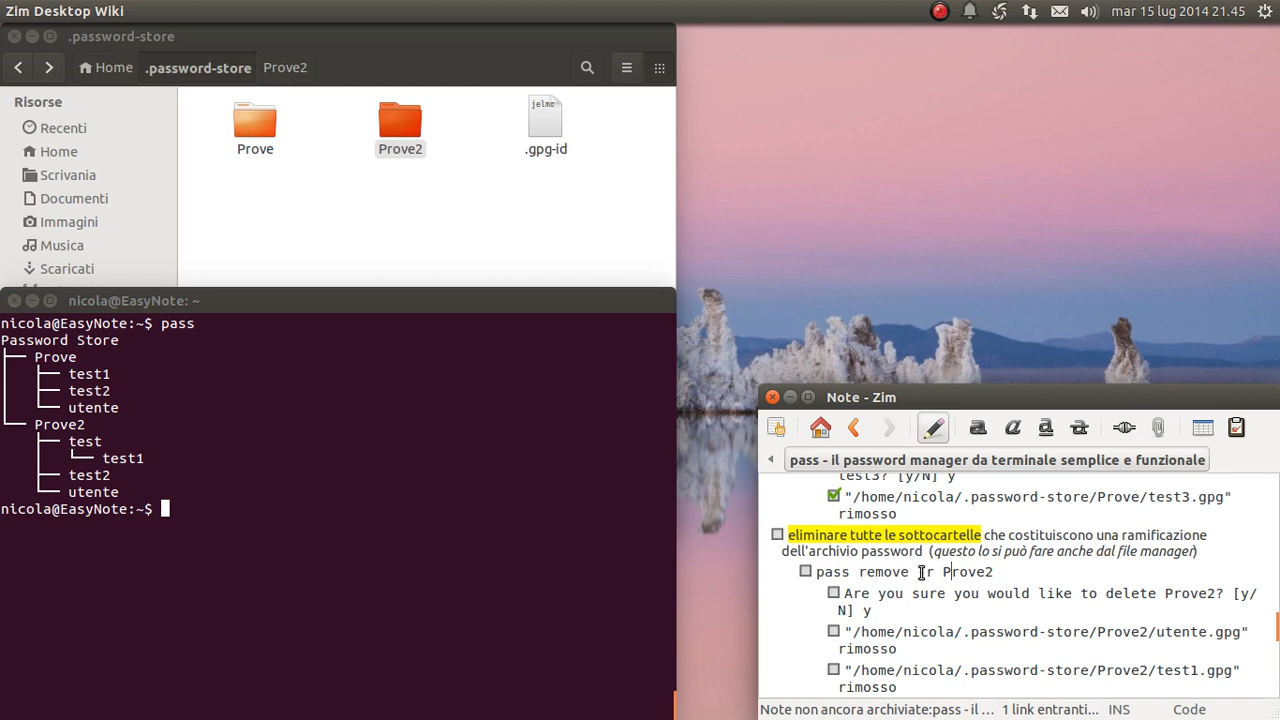 Zim Desktop Wiki
mar 15 lug 2014 21.45
.password-store
Home
.password-store
Prove2
Risorse
Recenti
Home
Scrivania
Documenti
Immagini
Musica
Scaricati
Prove
Prove2
jelmo
.gpg-id
nicola@EasyNote: ~
nicola@EasyNote:~$ pass
Password Store
Prove
test1
test2
utente
Prove2
test
test1
test2
utente
nicola@EasyNote:~$
Note - Zim
pass - il password manager da terminale semplice e funzionale
test3? [y/N] y
"/home/nicola/.password-store/Prove/test3.gpg"
rimosso
eliminare tutte le sottocartelle che costituiscono una ramificazione
dell'archivio password (questo lo si può fare anche dal file manager)
pass remove -r Prove2
Are you sure you would like to delete Prove2? [y/
N] y
"/home/nicola/.password-store/Prove2/utente.gpg"
rimosso
"/home/nicola/.password-store/Prove2/test1.gpg"
rimosso
Note non ancora archiviate:pass - il ...
1 link entranti...
INS
Code